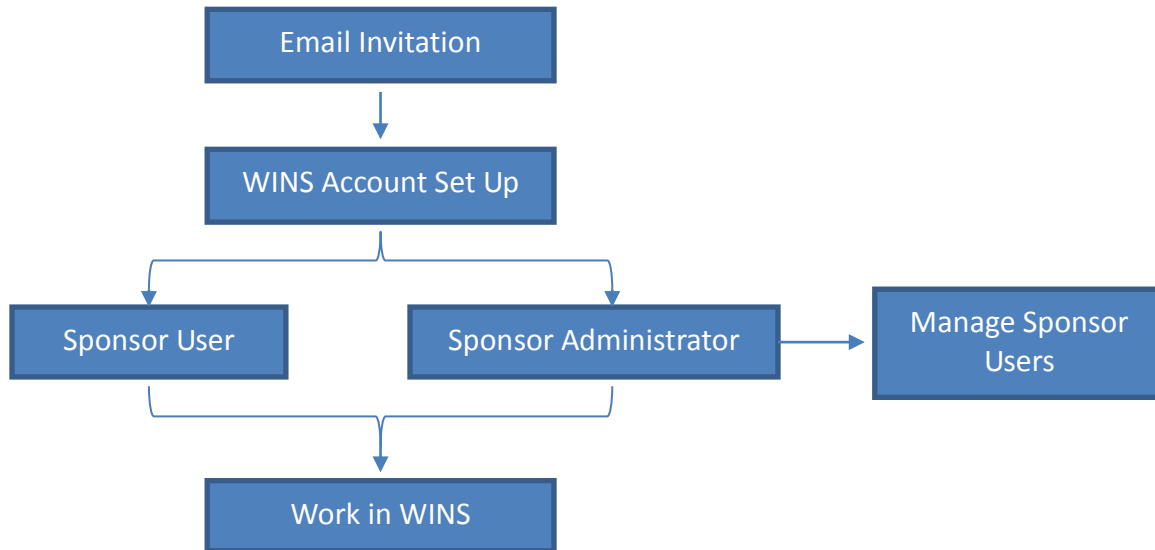 Email Invitation
WINS Account Set Up
Sponsor User
Sponsor Administrator
Manage Sponsor
Users
Work in WINS